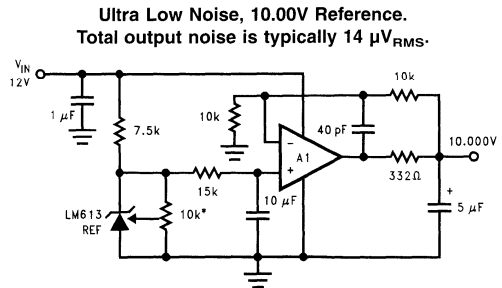 Ultra Low Noise, 10.00V Reference.
Total output noise is typically 14 µVRMS.
VIN
12V
1 µF
7.5k
10k
10k
40 pF
A1
−
+
10.000V
332Ω
15k
10 µF
+
5 µF
LM613
REF
10k*